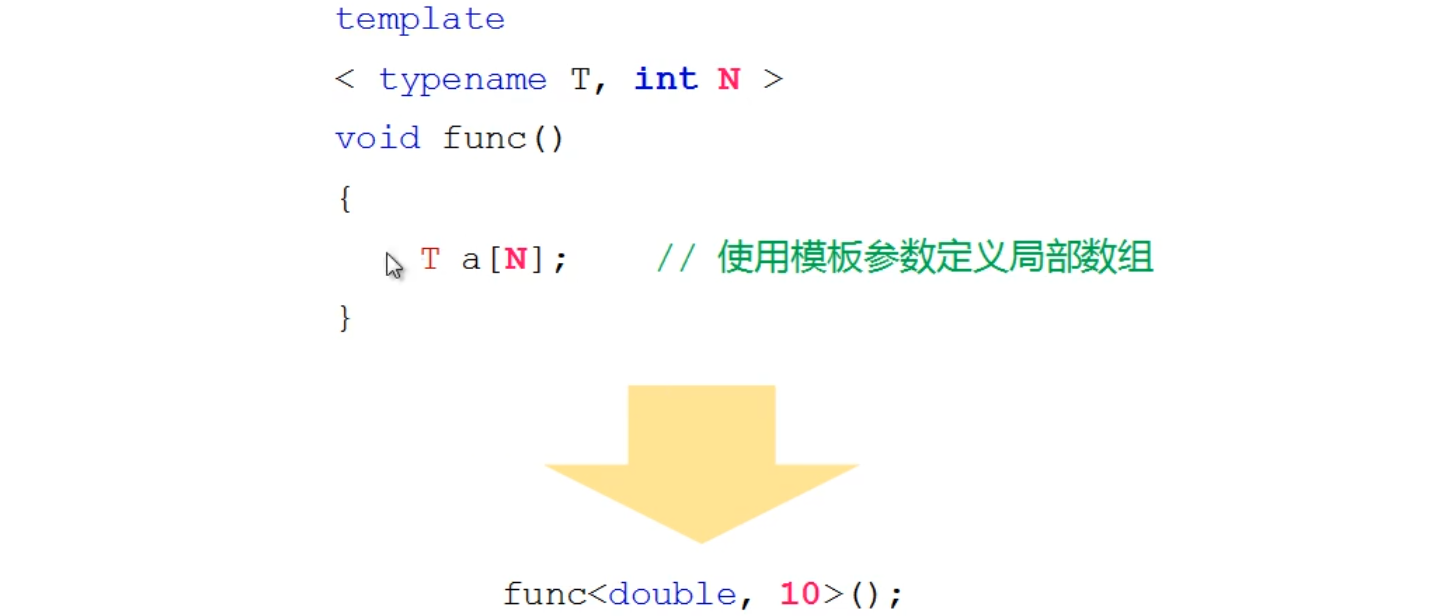 template
< typename T, int N >
void func()
{
T a[N]; // 使用模板参数定义局部数组
}
func<double, 10>();